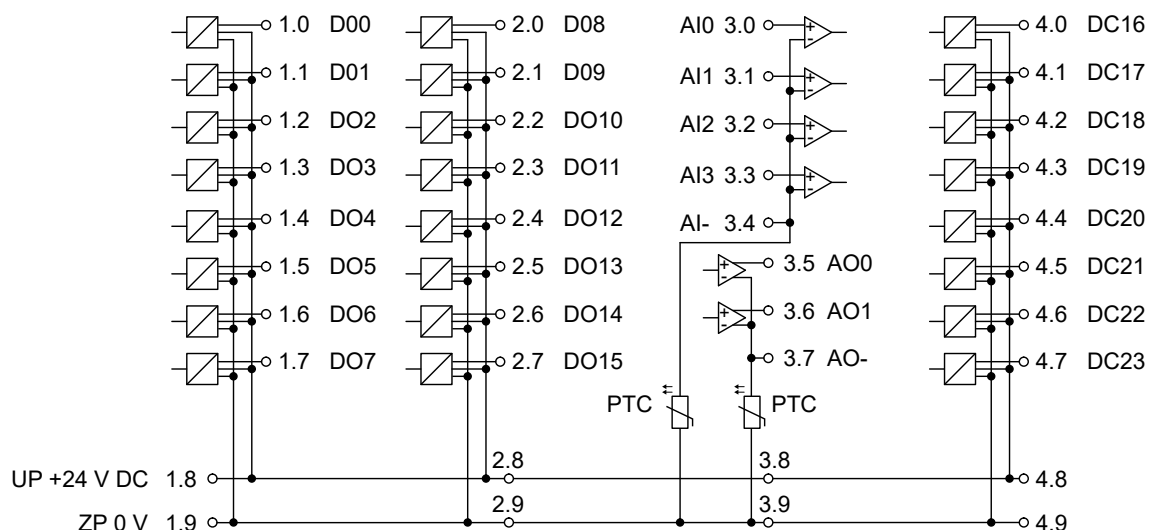 1.0 D00 2.0 D08 AI0 3.0 4.0 DC16
1.1 D01 2.1 D09 AI1 3.1 4.1 DC17
1.2 DO2 2.2 DO10 AI2 3.2 4.2 DC18
1.3 DO3 2.3 DO11 AI3 3.3 4.3 DC19
1.4 DO4 2.4 DO12 AI- 3.4 4.4 DC20
1.5 DO5 2.5 DO13 3.5 AO0 4.5 DC21
1.6 DO6 2.6 DO14 3.6 AO1 4.6 DC22
1.7 DO7 2.7 DO15 3.7 AO- 4.7 DC23
PTC PTC
UP +24 V DC 1.8 2.8 3.8 4.8
ZP 0 V 1.9 2.9 3.9 4.9